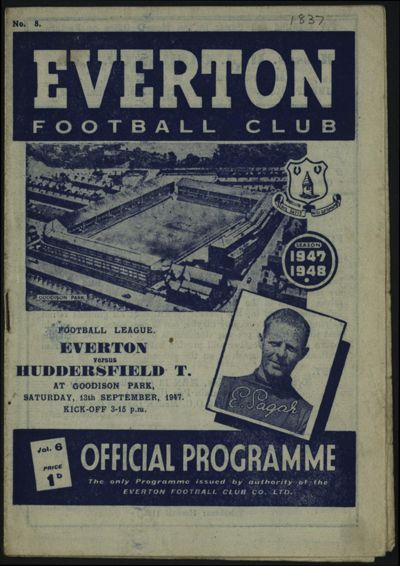 No. 8.
1837
EVERTON
FOOTBALL CLUB
SEASON
1947
1948
GOODISON PARK
FOOTBALL LEAGUE.
EVERTON
versus
HUDDERSFIELD T.
AT GOODISON PARK,
SATURDAY, 13th SEPTEMBER, 1947.
KICK-OFF 3-15 p.m.
E. Sagar
Vol. 6
PRICE
1D
OFFICIAL PROGRAMME
The only Programme issued by authority of the
EVERTON FOOTBALL CLUB CO. LTD.